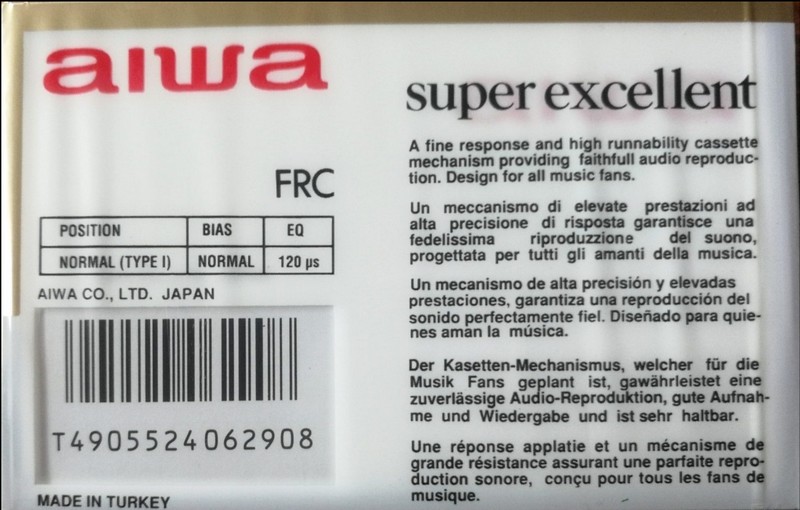 aiwa
FRC
POSITION BIAS EQ
NORMAL (TYPE I) NORMAL 120 µs
AIWA CO., LTD. JAPAN
T4905524062908
MADE IN TURKEY
super excellent
A fine response and high runnability cassette
mechanism providing faithfull audio reproduc-
tion. Design for all music fans.
Un meccanismo di elevate prestazioni ad
alta precisione di risposta garantisce una
fedelissima riproduzzione del suono,
progettata per tutti gli amanti della musica.
Un mecanismo de alta precisión y elevadas
prestaciones, garantiza una reproducción del
sonido perfectamente fiel. Diseñado para quie-
nes aman la música.
Der Kasetten-Mechanismus, welcher für die
Musik Fans geplant ist, gawährleistet eine
zuverlässige Audio-Reproduktion, gute Aufnah-
me und Wiedergabe und ist sehr haltbar.
Une réponse applatie et un mécanisme de
grande résistance assurant une parfaite repro-
duction sonore, conçu pour tous les fans de
musique.